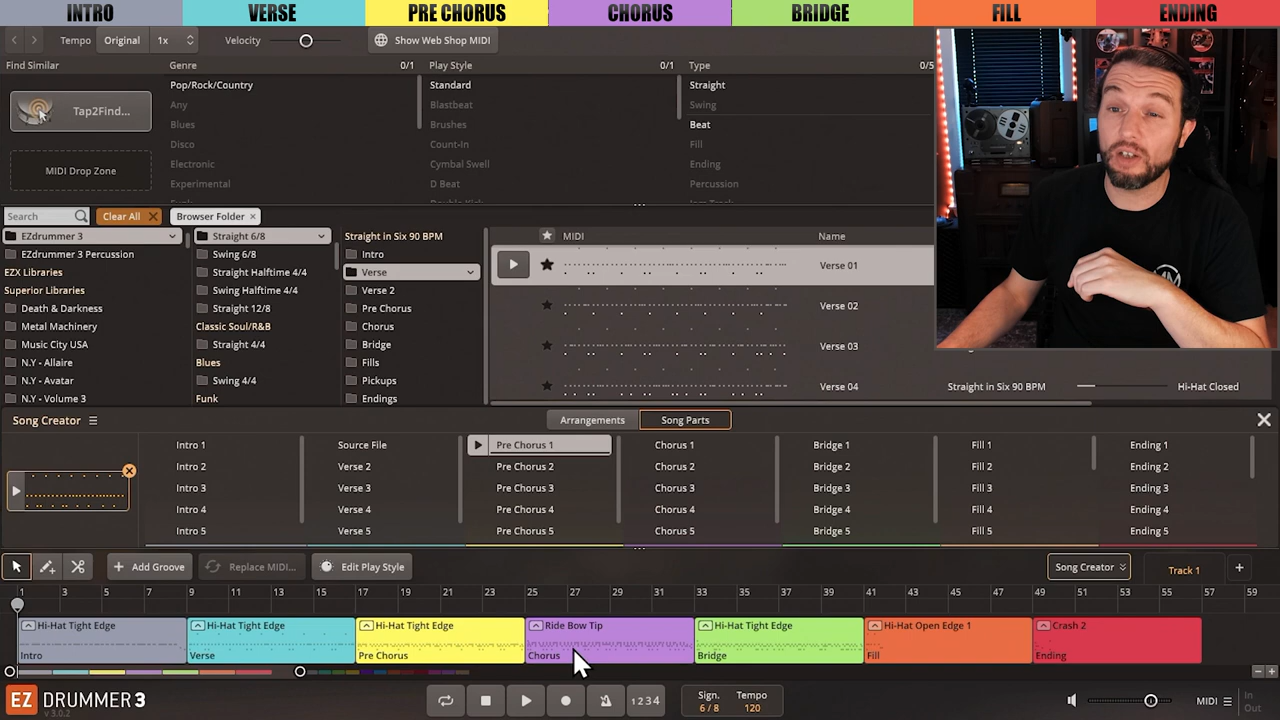 INTRO VERSE PRE CHORUS CHORUS BRIDGE FILL ENDING
Tempo Original 1x Velocity Show Web Shop MIDI
Find Similar Genre 0/1 Play Style 0/1 Type 0/5
Pop/Rock/Country Standard Straight
Tap2Find... Any Blastbeat Swing
Blues Brushes Beat
Disco Count-In Fill
MIDI Drop Zone Electronic Cymbal Swell Ending
Experimental D Beat Percussion
Search Clear All Browser Folder
EZdrummer 3 Straight 6/8 Straight in Six 90 BPM MIDI Name
EZdrummer 3 Percussion Swing 6/8 Intro
EZX Libraries Straight Halftime 4/4 Verse Verse 01
Superior Libraries Swing Halftime 4/4 Verse 2
Death & Darkness Straight 12/8 Pre Chorus Verse 02
Metal Machinery Classic Soul/R&B Chorus
Music City USA Straight 4/4 Bridge Verse 03
N.Y - Allaire Blues Fills
N.Y - Avatar Swing 4/4 Pickups Verse 04 Straight in Six 90 BPM Hi-Hat Closed
N.Y - Volume 3 Funk Endings
Song Creator Arrangements Song Parts
Intro 1 Source File Pre Chorus 1 Chorus 1 Bridge 1 Fill 1 Ending 1
Intro 2 Verse 2 Pre Chorus 2 Chorus 2 Bridge 2 Fill 2 Ending 2
Intro 3 Verse 3 Pre Chorus 3 Chorus 3 Bridge 3 Fill 3 Ending 3
Intro 4 Verse 4 Pre Chorus 4 Chorus 4 Bridge 4 Fill 4 Ending 4
Intro 5 Verse 5 Pre Chorus 5 Chorus 5 Bridge 5 Fill 5 Ending 5
Add Groove Replace MIDI... Edit Play Style Song Creator Track 1 +
1 3 5 7 9 11 13 15 17 19 21 23 25 27 29 31 33 35 37 39 41 43 45 47 49 51 53 55 57 59
Hi-Hat Tight Edge Hi-Hat Tight Edge Hi-Hat Tight Edge Ride Bow Tip Hi-Hat Tight Edge Hi-Hat Open Edge 1 Crash 2
Intro Verse Pre Chorus Chorus Bridge Fill Ending
EZ DRUMMER 3 1234 Sign. Tempo MIDI In
v.3.0.2 6 / 8 120 Out